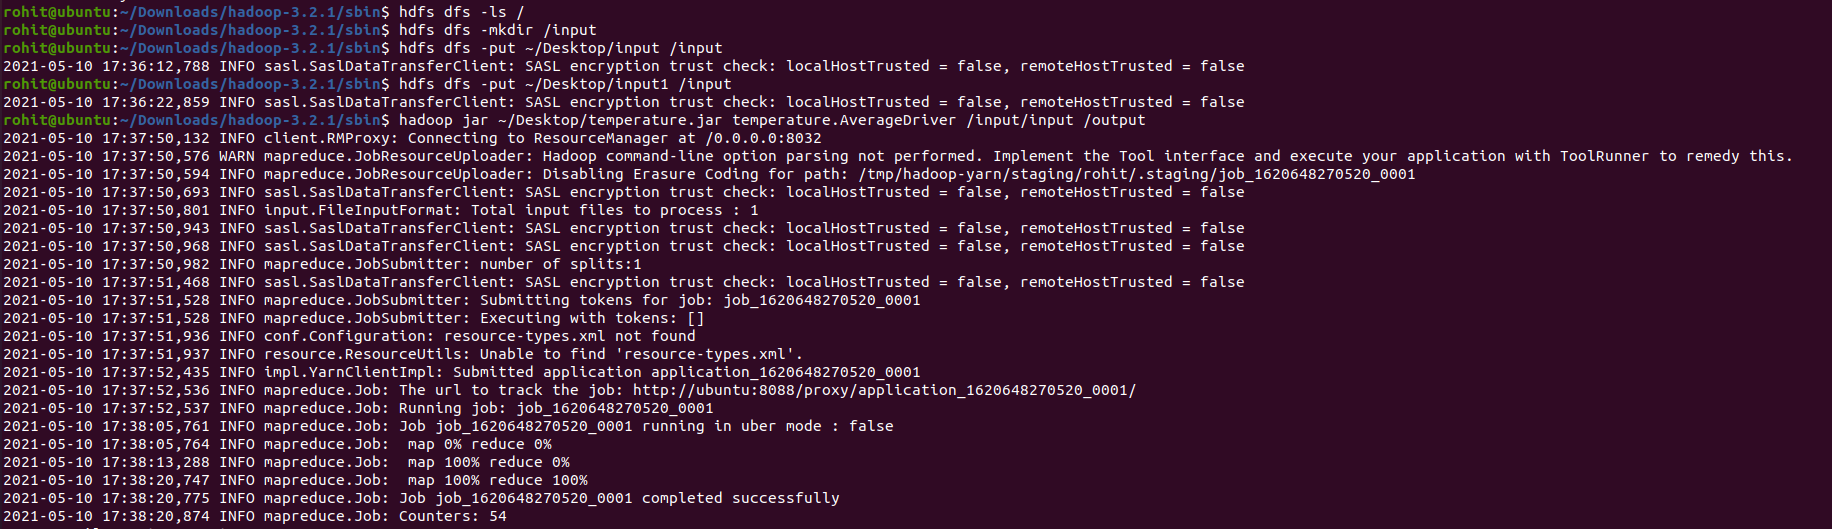 rohit@ubuntu:~/Downloads/hadoop-3.2.1/sbin$ hdfs dfs -ls /
rohit@ubuntu:~/Downloads/hadoop-3.2.1/sbin$ hdfs dfs -mkdir /input
rohit@ubuntu:~/Downloads/hadoop-3.2.1/sbin$ hdfs dfs -put ~/Desktop/input /input
2021-05-10 17:36:12,788 INFO sasl.SaslDataTransferClient: SASL encryption trust check: localHostTrusted = false, remoteHostTrusted = false
rohit@ubuntu:~/Downloads/hadoop-3.2.1/sbin$ hdfs dfs -put ~/Desktop/input1 /input
2021-05-10 17:36:22,859 INFO sasl.SaslDataTransferClient: SASL encryption trust check: localHostTrusted = false, remoteHostTrusted = false
rohit@ubuntu:~/Downloads/hadoop-3.2.1/sbin$ hadoop jar ~/Desktop/temperature.jar temperature.AverageDriver /input/input /output
2021-05-10 17:37:50,132 INFO client.RMProxy: Connecting to ResourceManager at /0.0.0.0:8032
2021-05-10 17:37:50,576 WARN mapreduce.JobResourceUploader: Hadoop command-line option parsing not performed. Implement the Tool interface and execute your application with ToolRunner to remedy this.
2021-05-10 17:37:50,594 INFO mapreduce.JobResourceUploader: Disabling Erasure Coding for path: /tmp/hadoop-yarn/staging/rohit/.staging/job_1620648270520_0001
2021-05-10 17:37:50,693 INFO sasl.SaslDataTransferClient: SASL encryption trust check: localHostTrusted = false, remoteHostTrusted = false
2021-05-10 17:37:50,801 INFO input.FileInputFormat: Total input files to process : 1
2021-05-10 17:37:50,943 INFO sasl.SaslDataTransferClient: SASL encryption trust check: localHostTrusted = false, remoteHostTrusted = false
2021-05-10 17:37:50,968 INFO sasl.SaslDataTransferClient: SASL encryption trust check: localHostTrusted = false, remoteHostTrusted = false
2021-05-10 17:37:50,982 INFO mapreduce.JobSubmitter: number of splits:1
2021-05-10 17:37:51,468 INFO sasl.SaslDataTransferClient: SASL encryption trust check: localHostTrusted = false, remoteHostTrusted = false
2021-05-10 17:37:51,528 INFO mapreduce.JobSubmitter: Submitting tokens for job: job_1620648270520_0001
2021-05-10 17:37:51,528 INFO mapreduce.JobSubmitter: Executing with tokens: []
2021-05-10 17:37:51,936 INFO conf.Configuration: resource-types.xml not found
2021-05-10 17:37:51,937 INFO resource.ResourceUtils: Unable to find 'resource-types.xml'.
2021-05-10 17:37:52,435 INFO impl.YarnClientImpl: Submitted application application_1620648270520_0001
2021-05-10 17:37:52,536 INFO mapreduce.Job: The url to track the job: http://ubuntu:8088/proxy/application_1620648270520_0001/
2021-05-10 17:37:52,537 INFO mapreduce.Job: Running job: job_1620648270520_0001
2021-05-10 17:38:05,761 INFO mapreduce.Job: Job job_1620648270520_0001 running in uber mode : false
2021-05-10 17:38:05,764 INFO mapreduce.Job:  map 0% reduce 0%
2021-05-10 17:38:13,288 INFO mapreduce.Job:  map 100% reduce 0%
2021-05-10 17:38:20,747 INFO mapreduce.Job:  map 100% reduce 100%
2021-05-10 17:38:20,775 INFO mapreduce.Job: Job job_1620648270520_0001 completed successfully
2021-05-10 17:38:20,874 INFO mapreduce.Job: Counters: 54